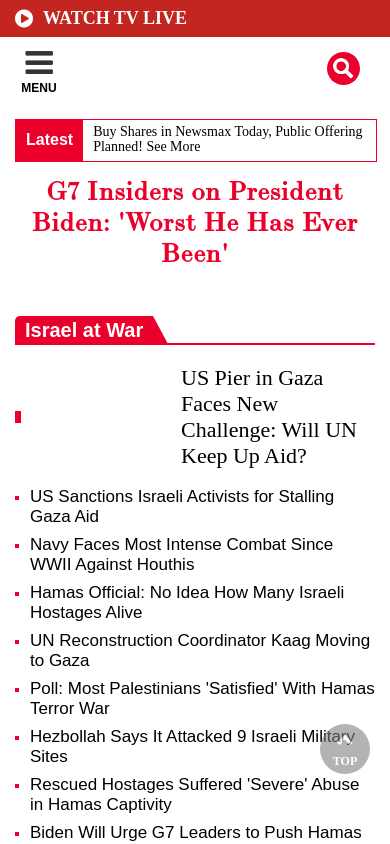 WATCH TV LIVE
MENU
Latest
Buy Shares in Newsmax Today, Public Offering
Planned! See More
G7 Insiders on President
Biden: 'Worst He Has Ever
Been'
Israel at War
US Pier in Gaza
Faces New
Challenge: Will UN
Keep Up Aid?
US Sanctions Israeli Activists for Stalling
Gaza Aid
Navy Faces Most Intense Combat Since
WWII Against Houthis
Hamas Official: No Idea How Many Israeli
Hostages Alive
UN Reconstruction Coordinator Kaag Moving
to Gaza
Poll: Most Palestinians 'Satisfied' With Hamas
Terror War
Hezbollah Says It Attacked 9 Israeli Military
Sites
TOP
Rescued Hostages Suffered 'Severe' Abuse
in Hamas Captivity
Biden Will Urge G7 Leaders to Push Hamas